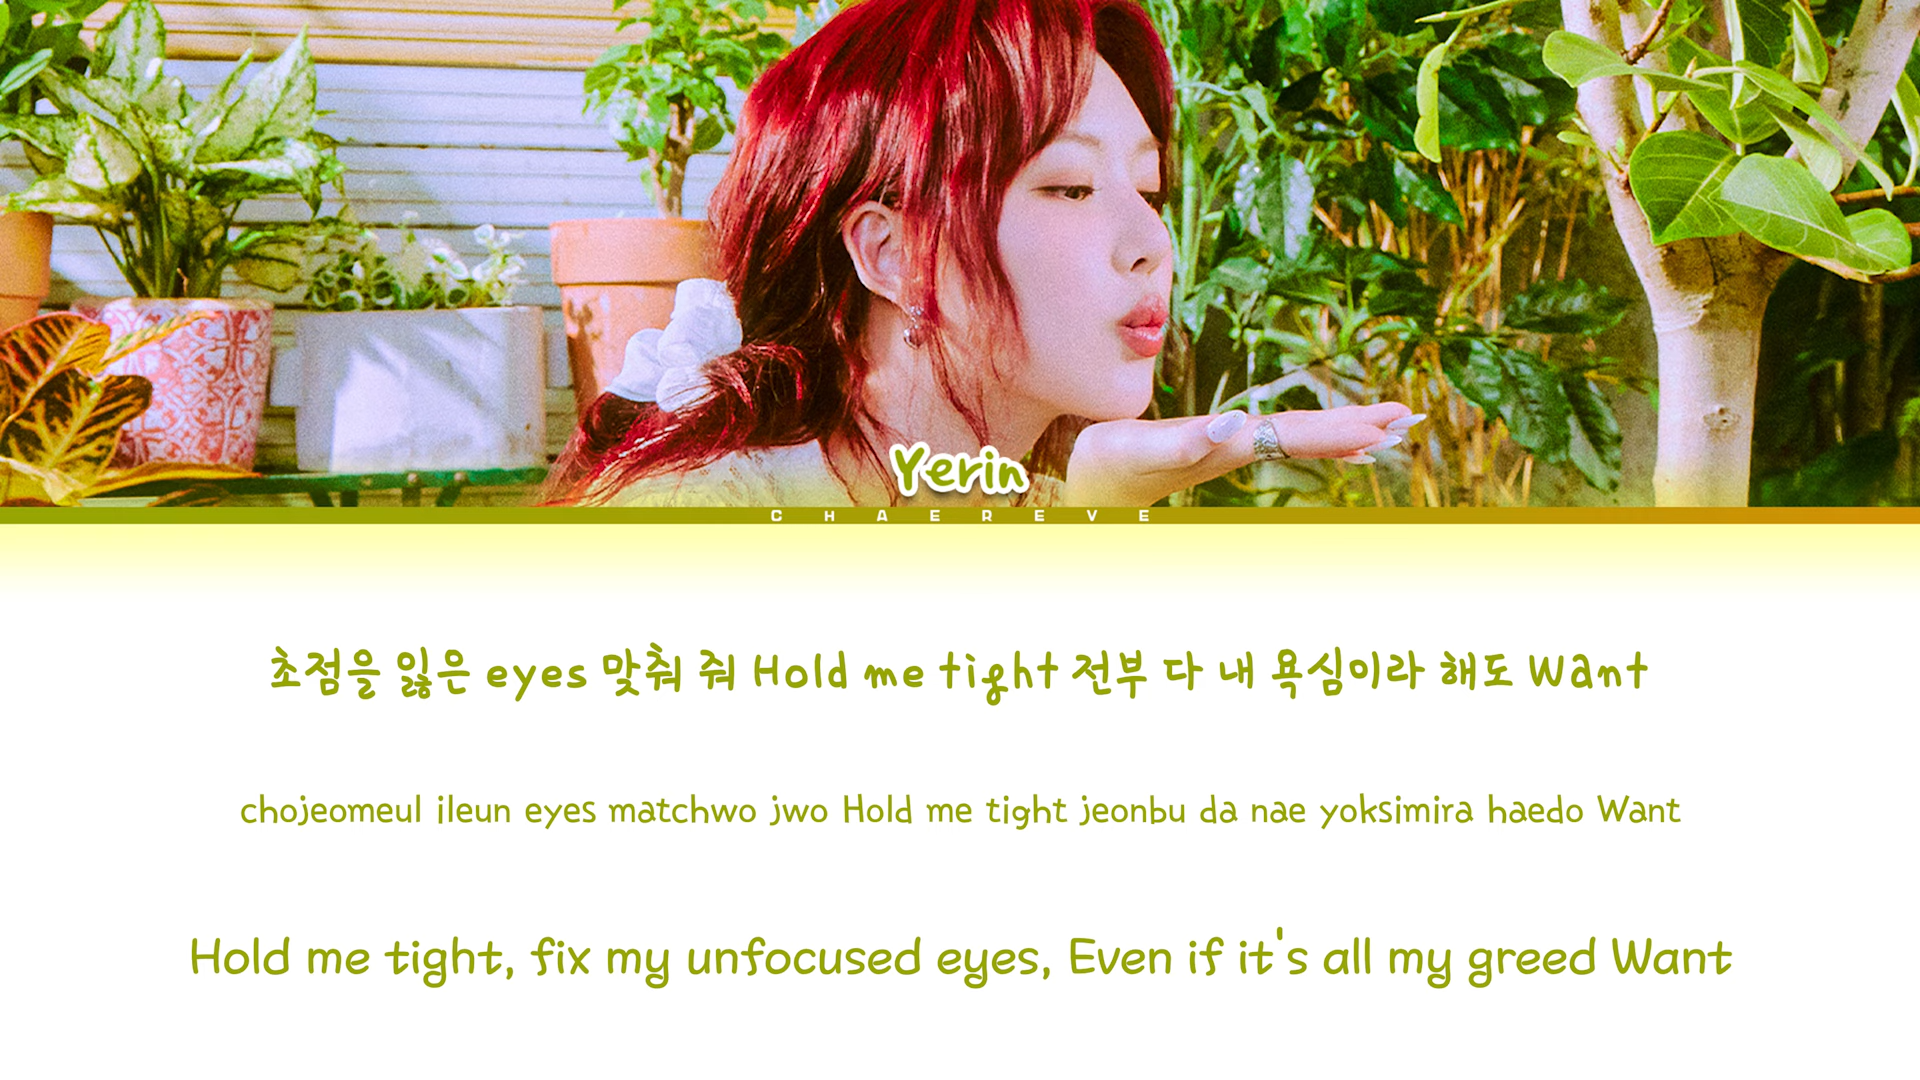 Yerin
CHAEREVE
초점을 잃은 eyes 맞춰 줘 Hold me tight 전부 다 내 욕심이라 해도 Want
chojeomeul ileun eyes matchwo jwo Hold me tight jeonbu da nae yoksimira haedo Want
Hold me tight, fix my unfocused eyes, Even if it's all my greed Want